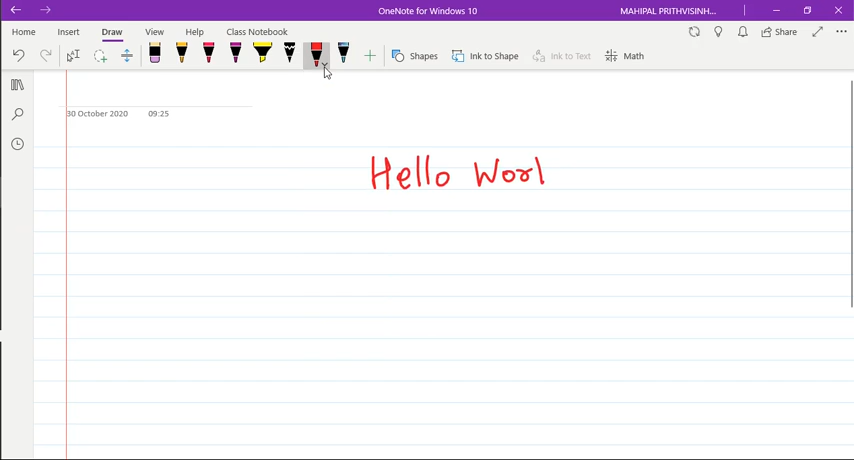 OneNote for Windows 10
MAHIPAL PRITHVISINH...
Home Insert Draw View Help Class Notebook
Share
Shapes Ink to Shape Ink to Text Math
30 October 2020 09:25
Hello Worl